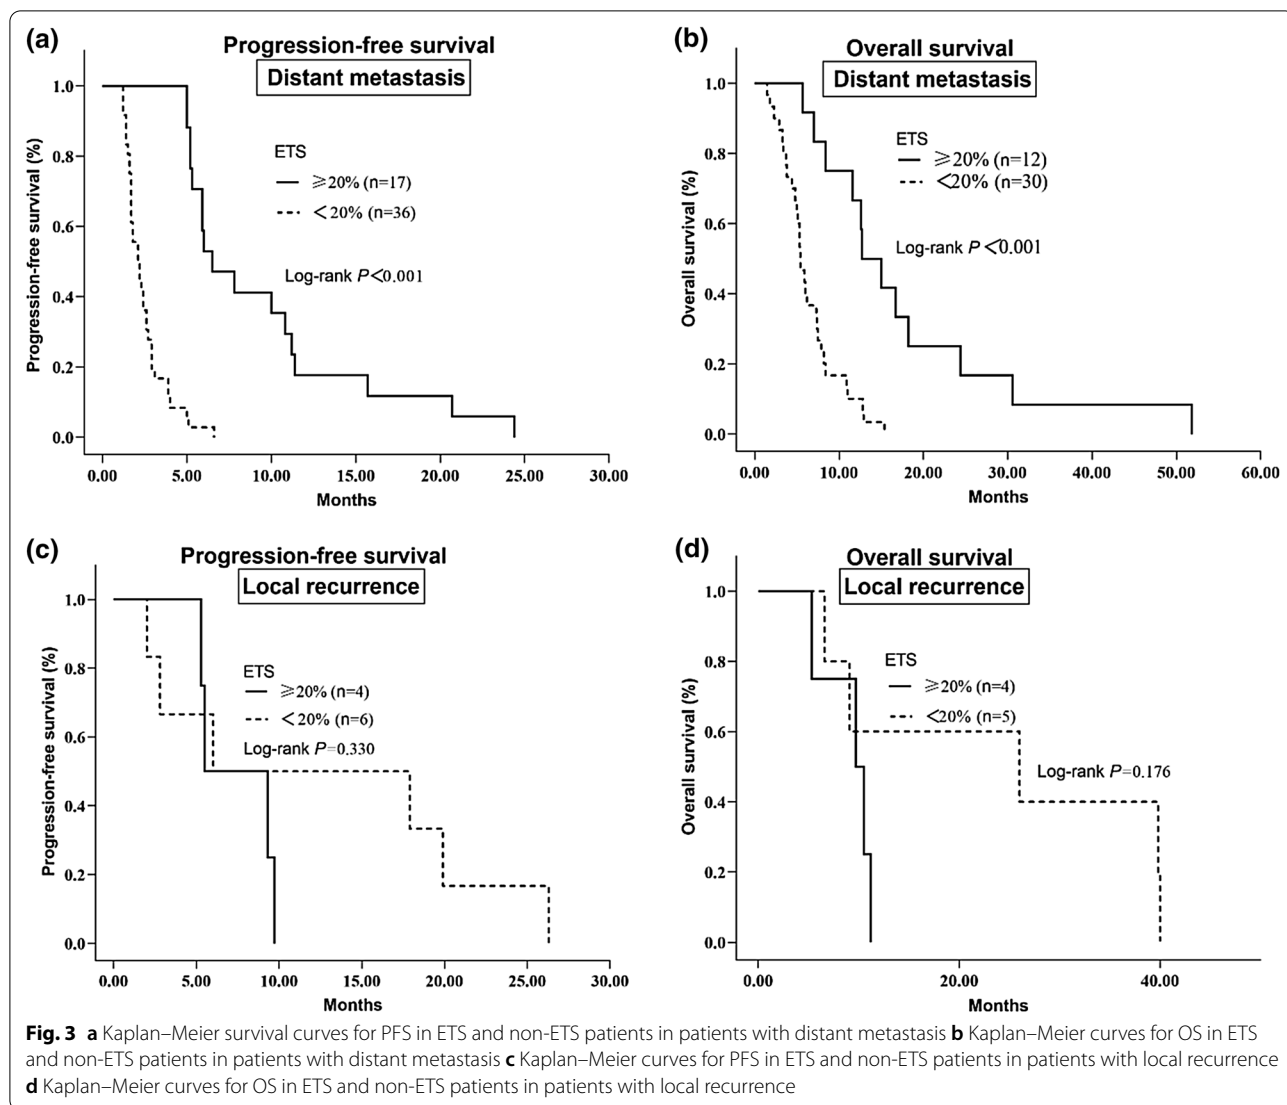 (a)
Progression-free survival
Distant metastasis
Progression-free survival (%)
1.0
0.8
0.6
0.4
0.2
0.0
ETS
≥20% (n=17)
<20% (n=36)
Log-rank P<0.001
0.00 5.00 10.00 15.00 20.00 25.00 30.00
Months
(b)
Overall survival
Distant metastasis
Overall survival (%)
1.0
0.8
0.6
0.4
0.2
0.0
ETS
≥20% (n=12)
<20% (n=30)
Log-rank P<0.001
0.00 10.00 20.00 30.00 40.00 50.00 60.00
Months
(c)
Progression-free survival
Local recurrence
Progression-free survival (%)
1.0
0.8
0.6
0.4
0.2
0.0
ETS
≥20% (n=4)
<20% (n=6)
Log-rank P=0.330
0.00 5.00 10.00 15.00 20.00 25.00 30.00
Months
(d)
Overall survival
Local recurrence
Overall survival (%)
1.0
0.8
0.6
0.4
0.2
0.0
ETS
≥20% (n=4)
<20% (n=5)
Log-rank P=0.176
0.00 20.00 40.00
Months
Fig. 3 a Kaplan–Meier survival curves for PFS in ETS and non-ETS patients in patients with distant metastasis b Kaplan–Meier curves for OS in ETS
and non-ETS patients in patients with distant metastasis c Kaplan–Meier curves for PFS in ETS and non-ETS patients in patients with local recurrence
d Kaplan–Meier curves for OS in ETS and non-ETS patients in patients with local recurrence